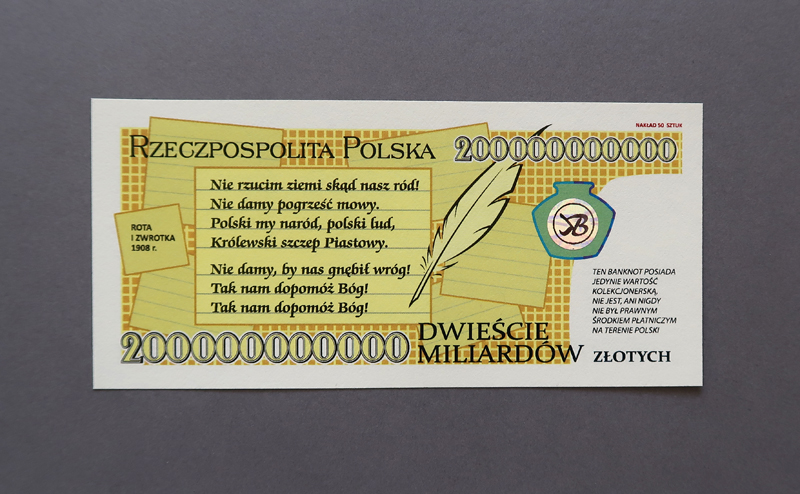 NAKŁAD 50 SZTUK
RZECZPOSPOLITA POLSKA
200000000000
Nie rzucim ziemi skąd nasz ród!
Nie damy pogrześć mowy.
Polski my naród, polski lud,
Królewski szczep Piastowy.
Nie damy, by nas gnębił wróg!
Tak nam dopomóż Bóg!
Tak nam dopomóż Bóg!
ROTA
I ZWROTKA
1908 r.
JB
TEN BANKNOT POSIADA
JEDYNIE WARTOŚĆ
KOLEKCJONERSKĄ,
NIE JEST, ANI NIGDY
NIE BYŁ PRAWNYM
ŚRODKIEM PŁATNICZYM
NA TERENIE POLSKI
200000000000
DWIEŚCIE
MILIARDÓW
ZŁOTYCH